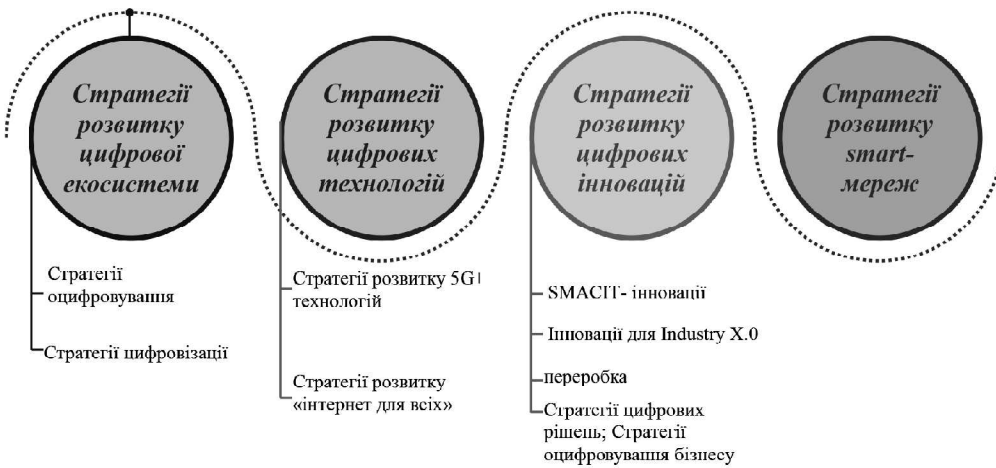 Стратегії
розвитку
цифрової
екосистеми
Стратегії
оцифровування
Стратегії цифровізації
Стратегії
розвитку
цифрових
технологій
Стратегії розвитку 5G
технологій
Стратегії розвитку
«інтернет для всіх»
Стратегії
розвитку
цифрових
інновацій
SMACIT- інновації
Інновації для Industry X.0
переробка
Стратегії цифрових
рішень; Стратегії
оцифровування бізнесу
Стратегії
розвитку
smart-
мереж